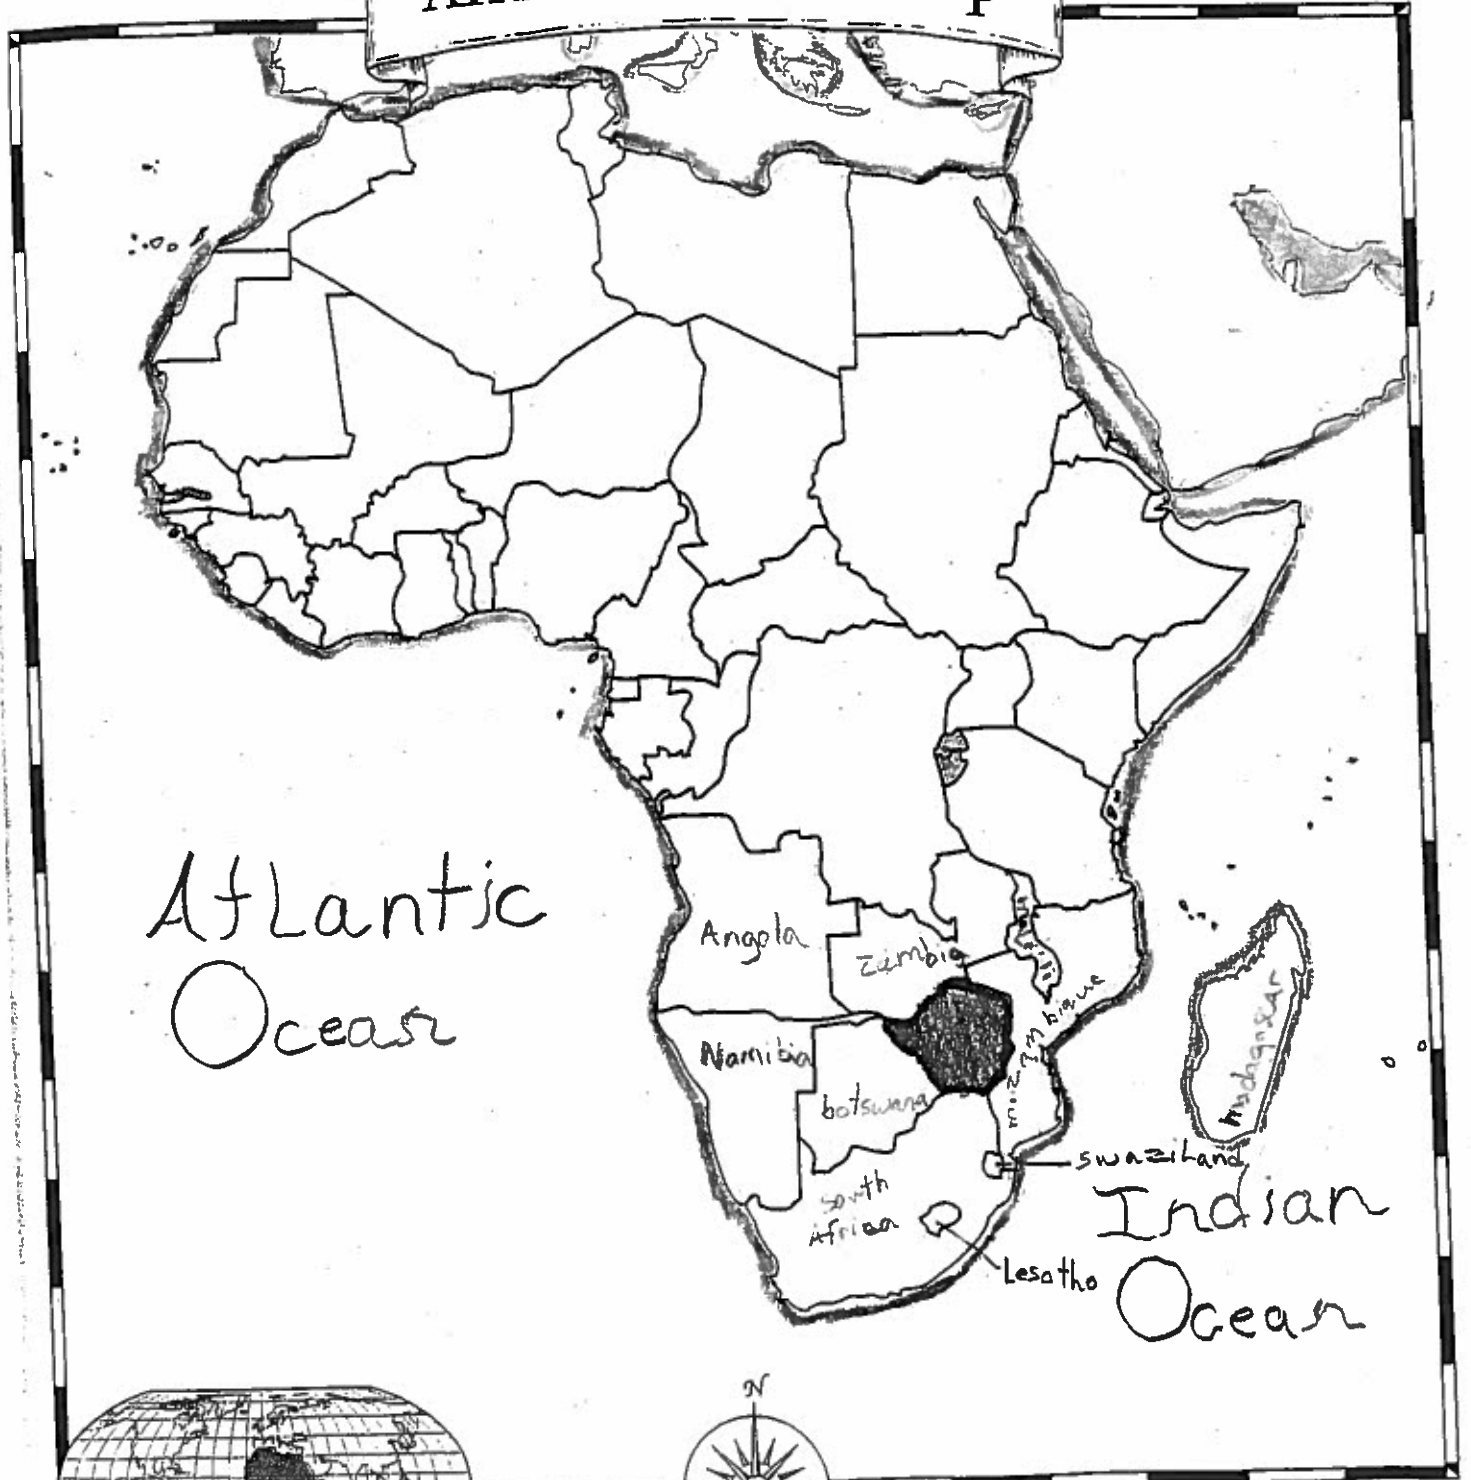 Atlantic
Ocean
Angola
Zambia
Namibia
botswana
Mozambique
Madagascar
swaziLand
South
Africa
Lesotho
Indian
Ocean
N